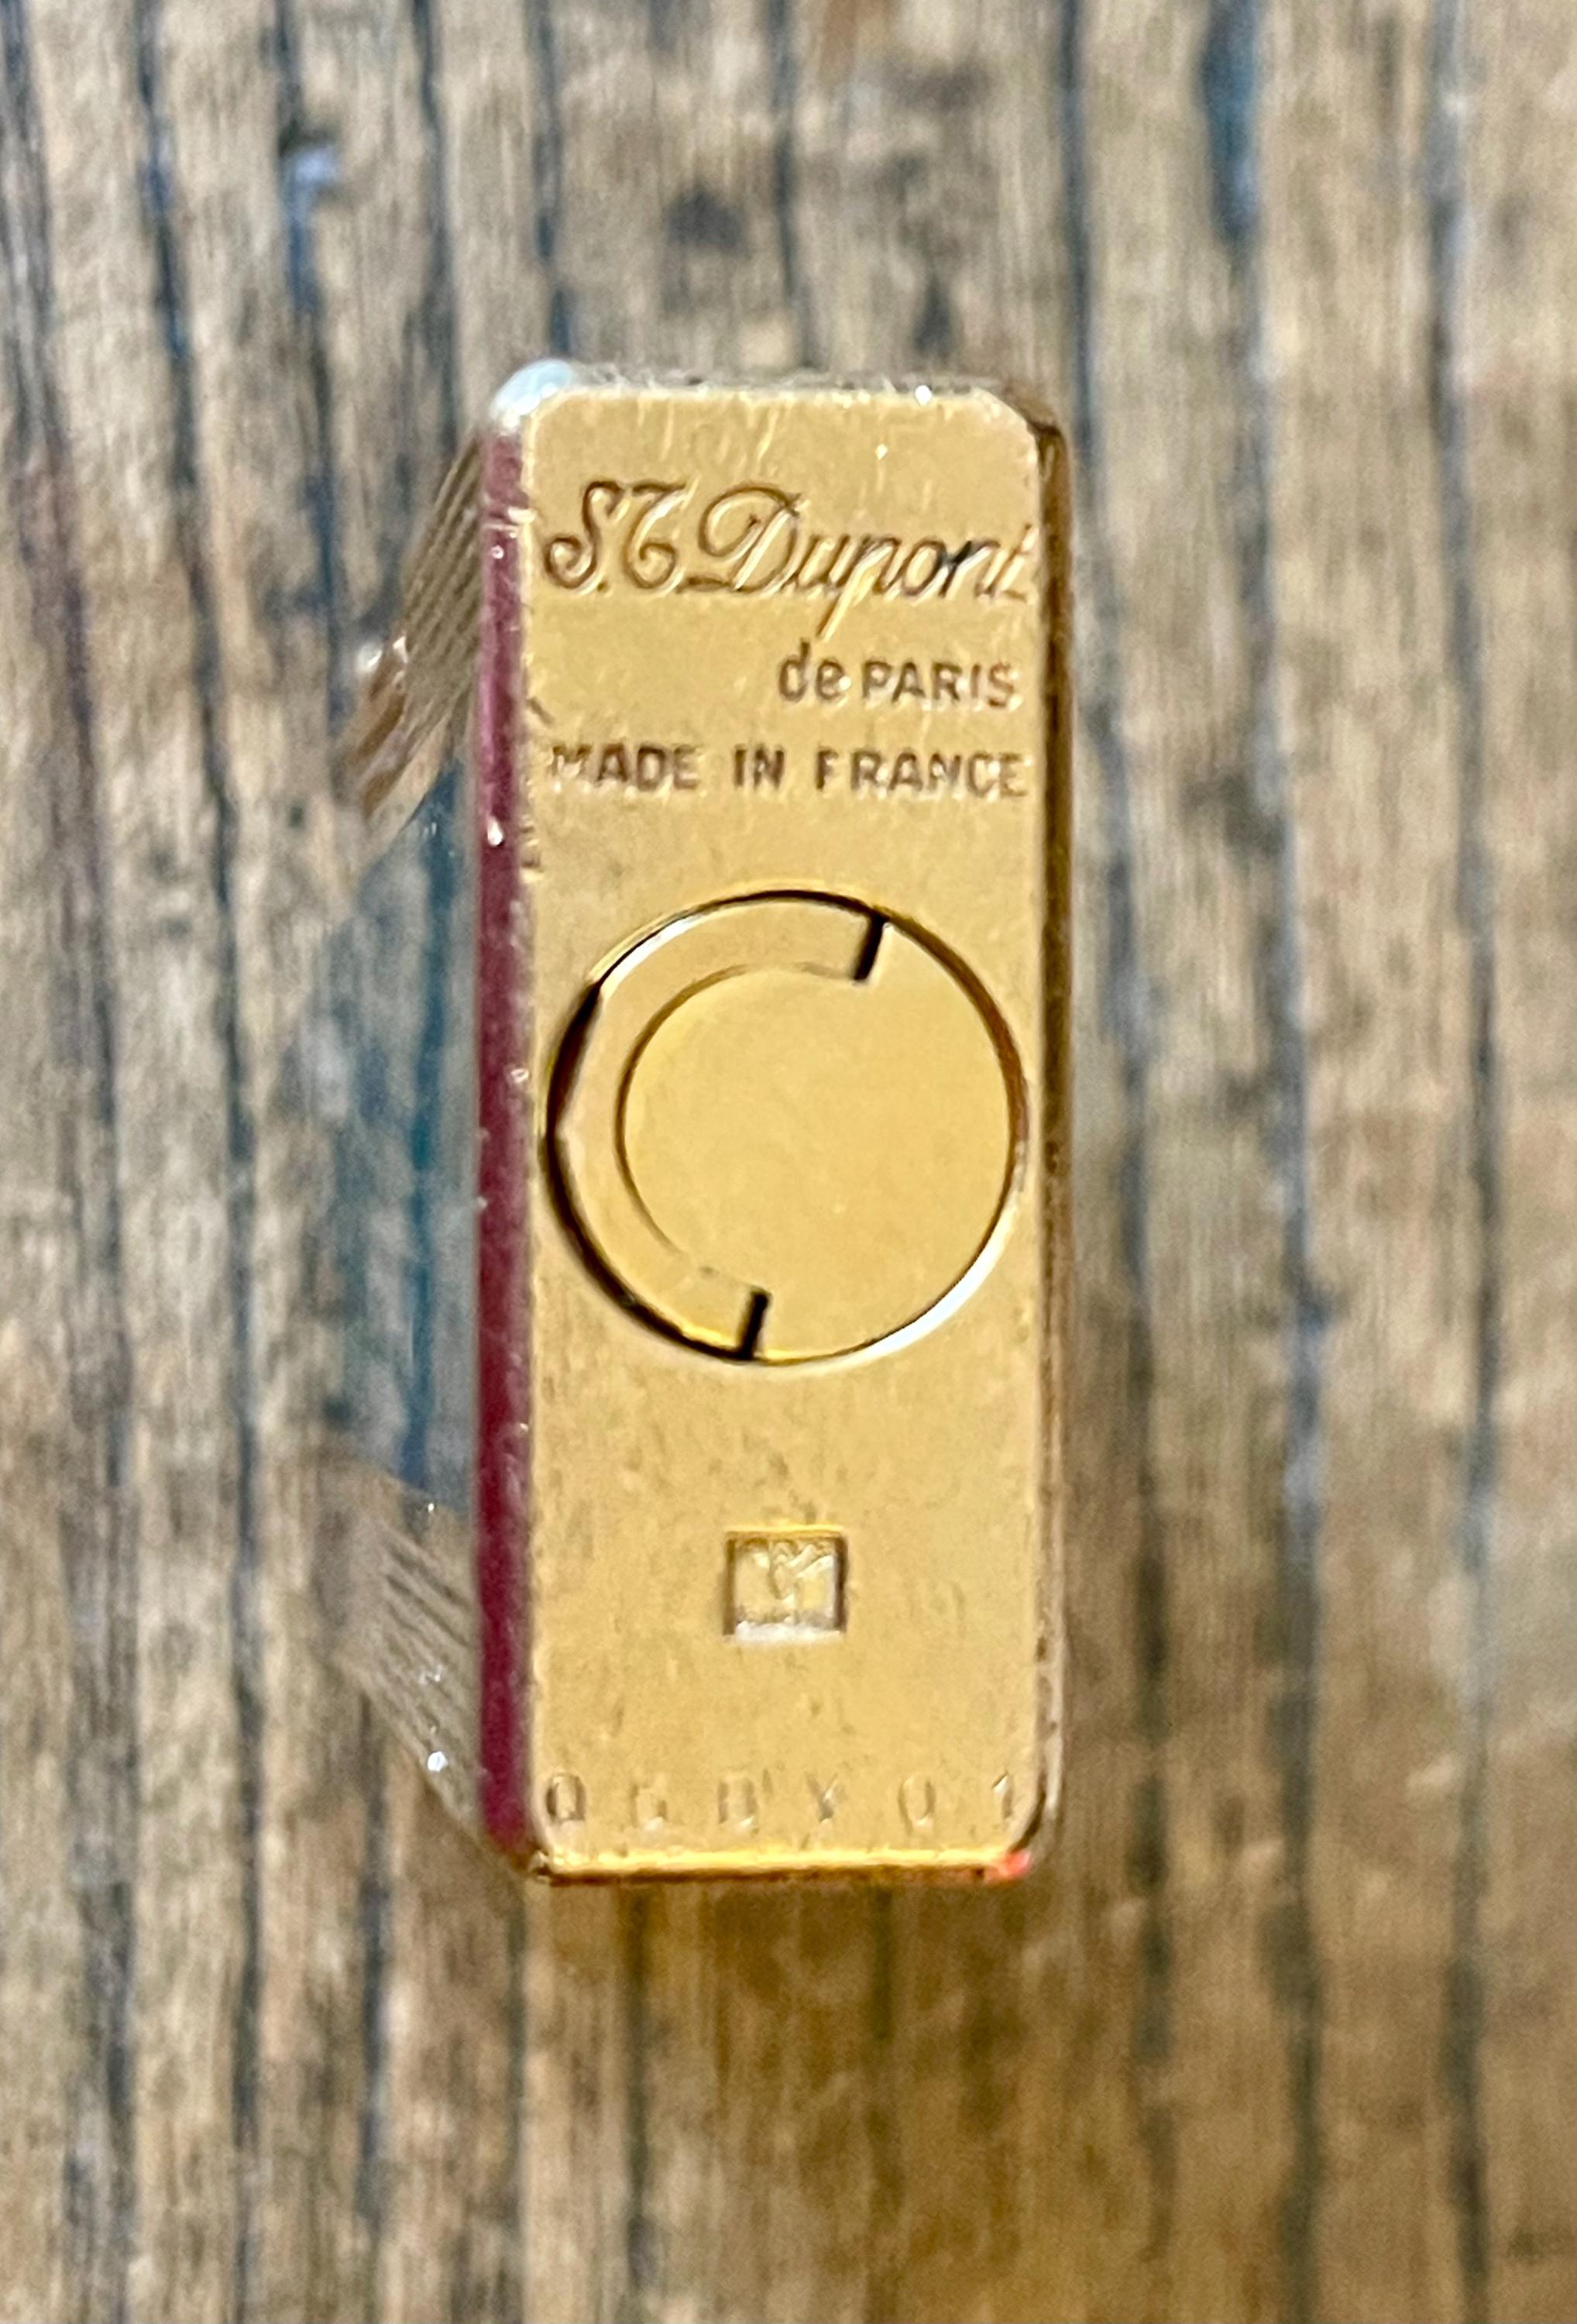 S.T. Dupont
de PARIS
MADE IN FRANCE